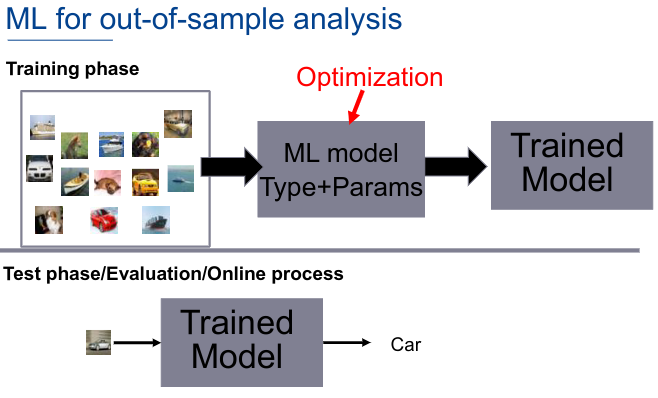 ML for out-of-sample analysis
Training phase
Optimization
ML model
Type+Params
Trained
Model
Test phase/Evaluation/Online process
Trained
Model
Car